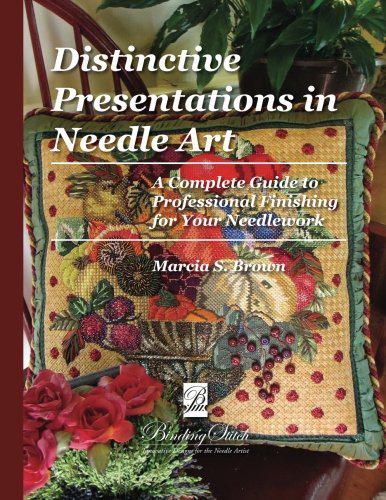 Distinctive
Presentations in
Needle Art
A Complete Guide to
Professional Finishing
for Your Needlework
Marcia S. Brown
B
Binding Stitch
Innovative Designs for the Needle Artist